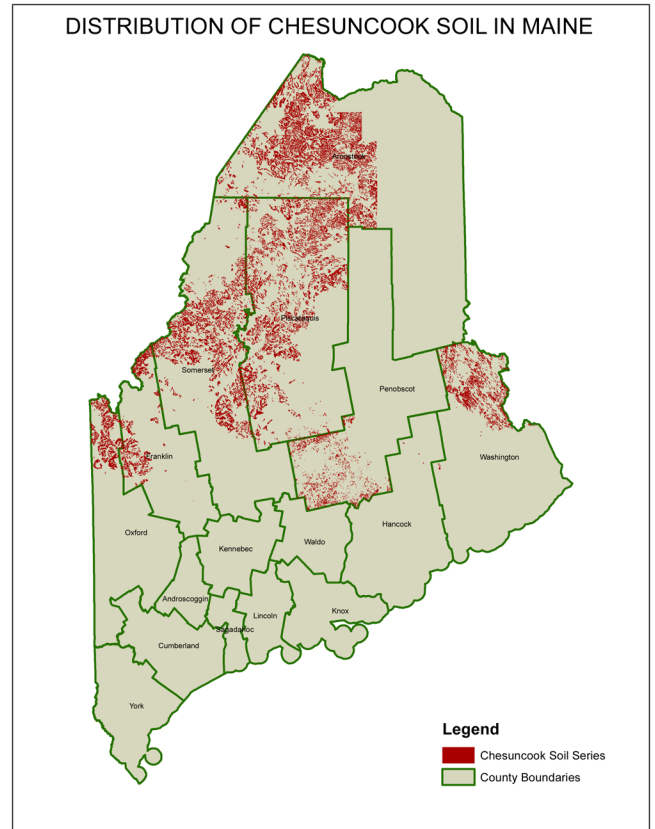 DISTRIBUTION OF CHESUNCOOK SOIL IN MAINE
Aroostook
Piscataquis
Somerset
Penobscot
Franklin
Washington
Hancock
Oxford
Waldo
Kennebec
Androscoggin
Lincoln
Knox
Sagadahoc
Cumberland
York
Legend
Chesuncook Soil Series
County Boundaries